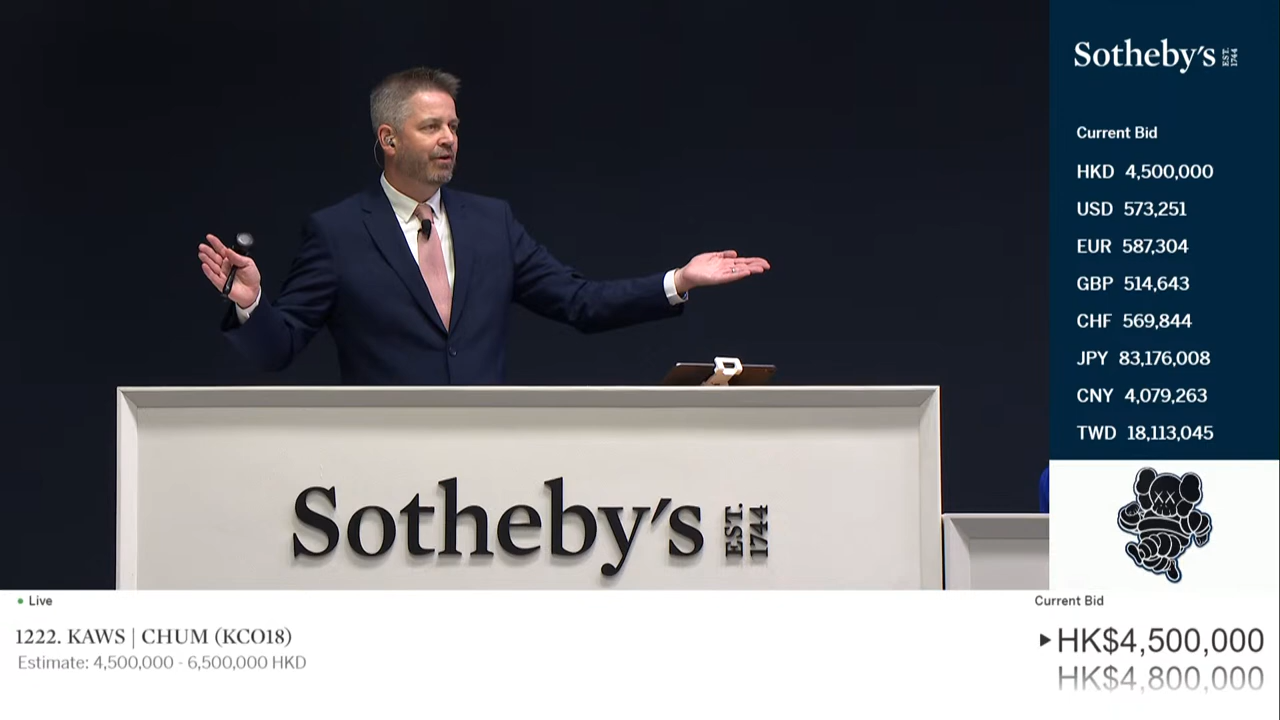 Sotheby's EST. 1744
Current Bid
HKD 4,500,000
USD 573,251
EUR 587,304
GBP 514,643
CHF 569,844
JPY 83,176,008
CNY 4,079,263
TWD 18,113,045
Sotheby's EST. 1744
Live
Current Bid
1222. KAWS | CHUM (KCO18)
HK$4,500,000
Estimate: 4,500,000 - 6,500,000 HKD
HK$4,800,000